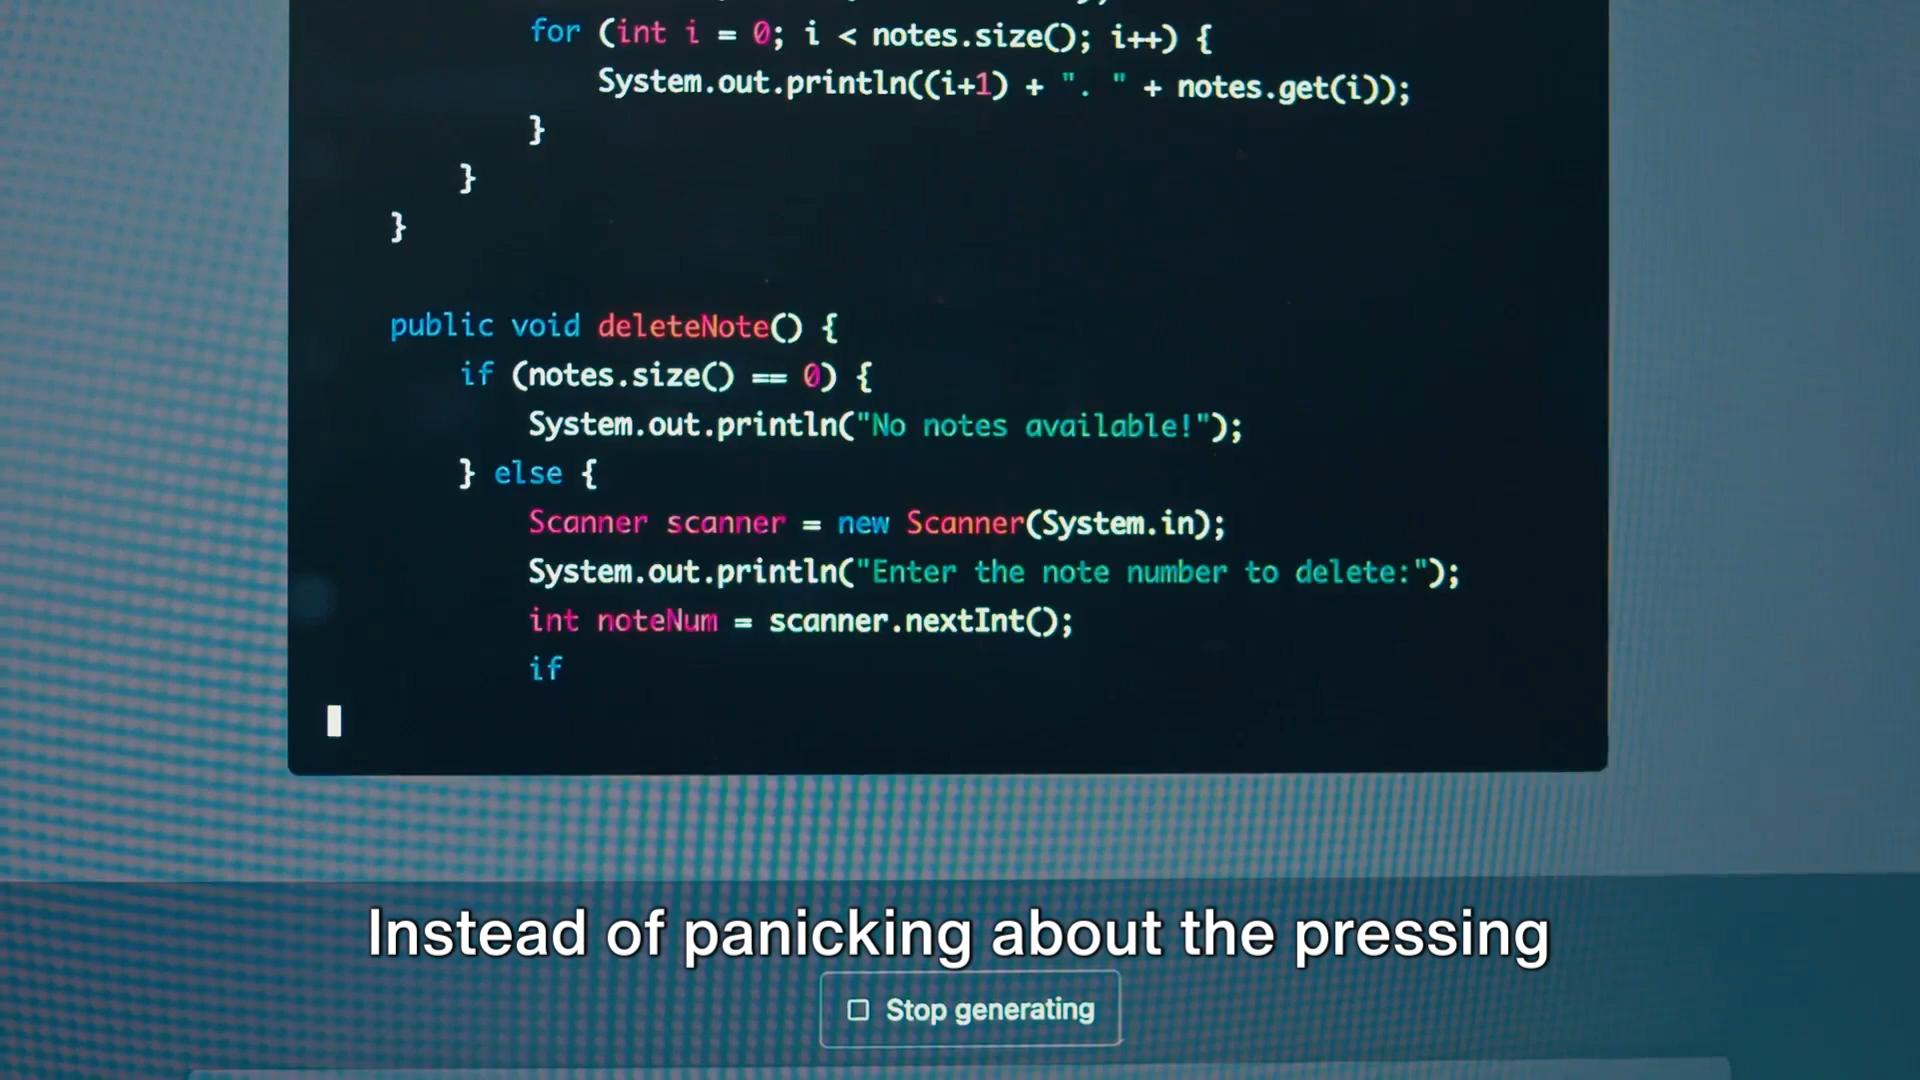 for (int i = 0; i < notes.size(); i++) {
System.out.println((i+1) + ". " + notes.get(i));
}
}
}
public void deleteNote() {
if (notes.size() == 0) {
System.out.println("No notes available!");
} else {
Scanner scanner = new Scanner(System.in);
System.out.println("Enter the note number to delete:");
int noteNum = scanner.nextInt();
if
Instead of panicking about the pressing
Stop generating